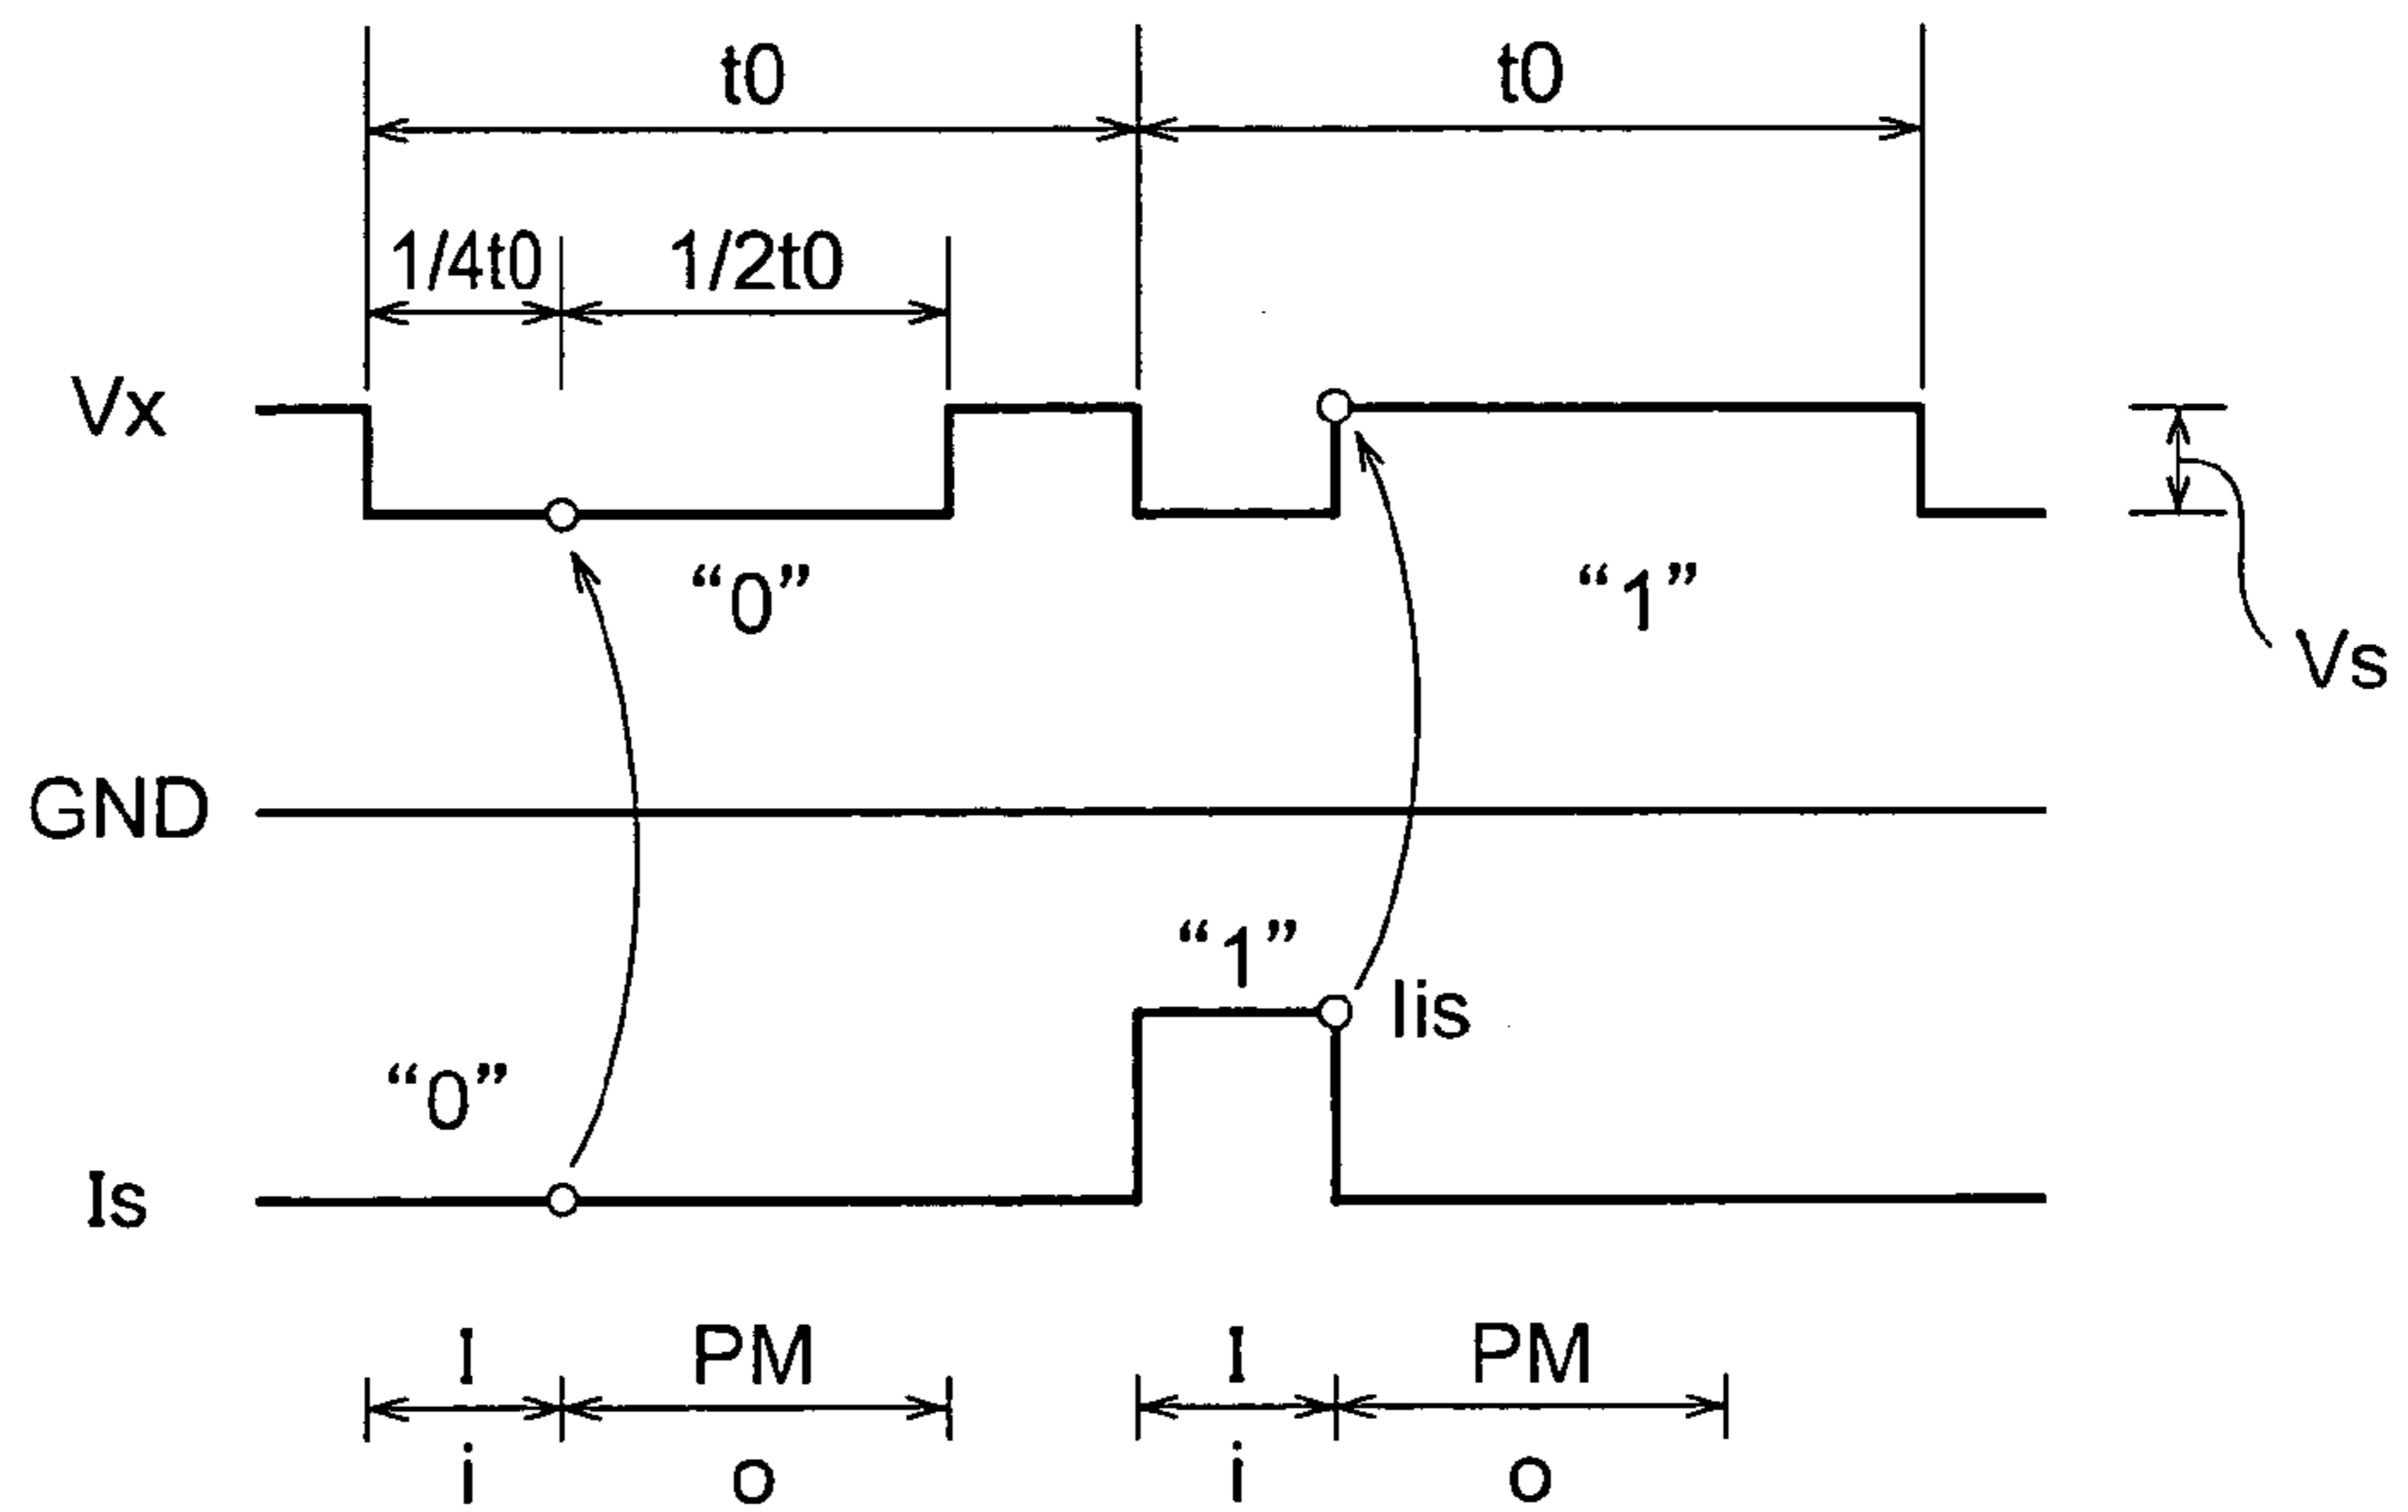 t0 t0
1/4t0 1/2t0
Vx
“0” “1”
Vs
GND
“1”
Iis
“0”
Is
I PM I PM
i o i o